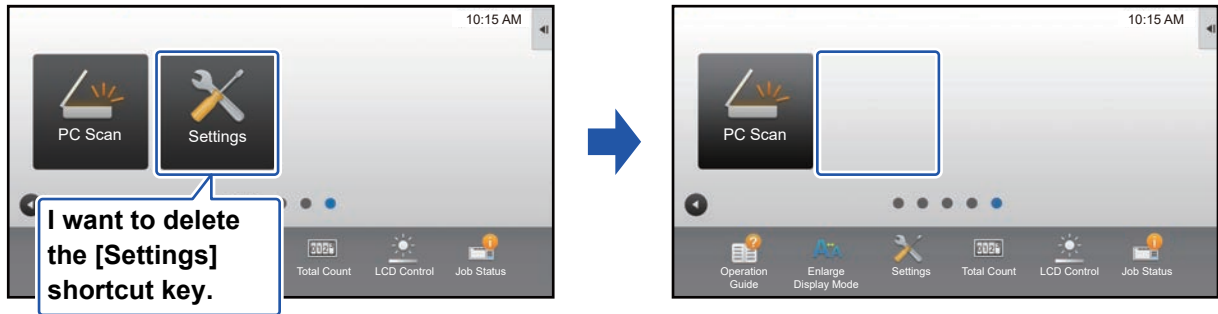 10:15 AM
PC Scan
Settings
I want to delete
the [Settings]
shortcut key.
Total Count
LCD Control
Job Status
10:15 AM
PC Scan
Operation
Guide
Enlarge
Display Mode
Settings
Total Count
LCD Control
Job Status